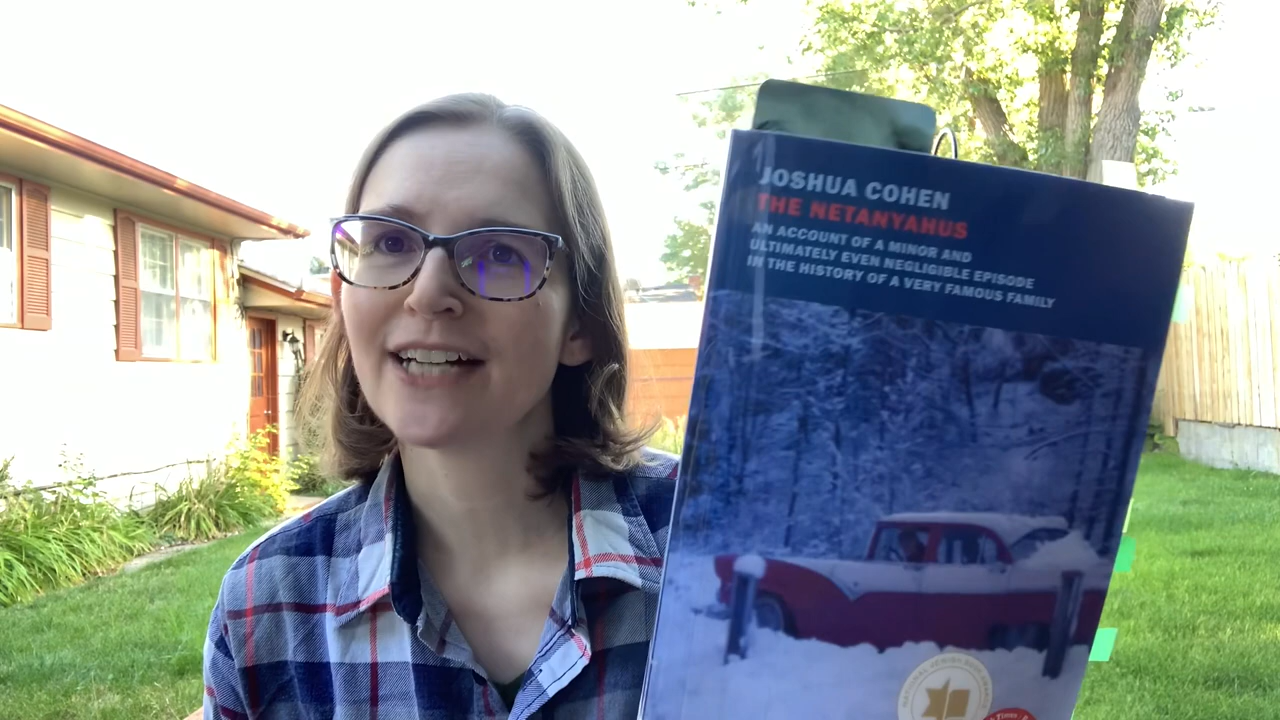 JOSHUA COHEN
THE NETANYAHUS
AN ACCOUNT OF A MINOR AND
ULTIMATELY EVEN NEGLIGIBLE EPISODE
IN THE HISTORY OF A VERY FAMOUS FAMILY